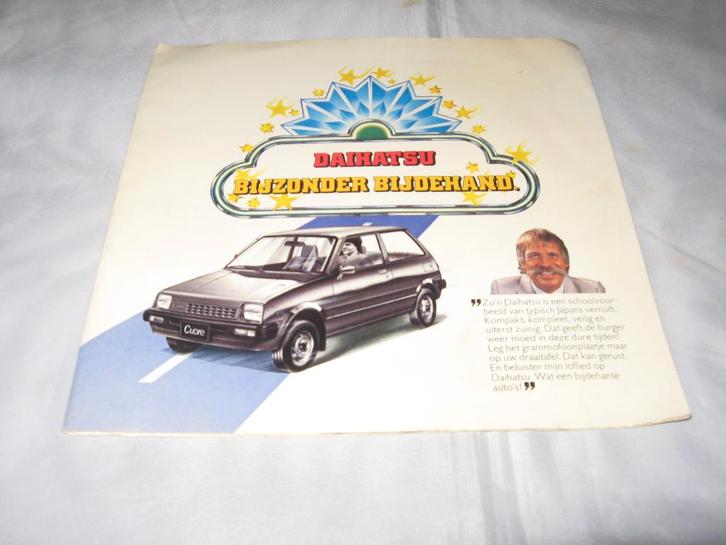 DAIHATSU
BIJZONDER BIJDEHAND.
Cuore
"Zo'n Daihatsu is een schoolvoor-
beeld van typisch Japans vernuft.
Kompakt, kompleet, veilig en
uiterst zuinig. Dat geeft de burger
weer moed in deze dure tijden!
Leg het grammofoonplaatje maar
op uw draaitafel. Dat kan gerust.
En beluister mijn loflied op
Daihatsu. Wat een bijdehante
auto's!"